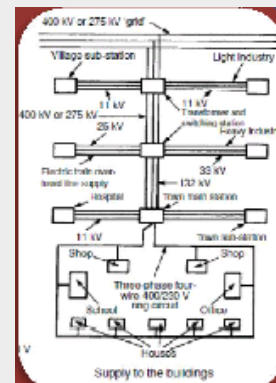 400 kV or 275 kV 'grid'
Village sub-station
Light Industry
11 kV
11 kV
400 kV or 275 kV
Transformer and
switching station
25 kV
Heavy Industry
Electric train over
head line supply
33 kV
132 kV
Hospital
Town main station
11 kV
Town sub-station
Shop
Shop
Three-phase four-
wire 400/230 V
ring circuit
School
Office
Houses
Supply to the buildings